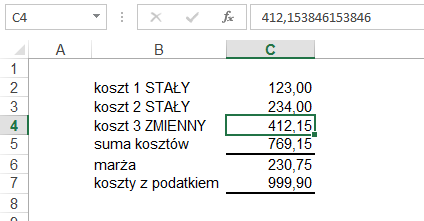 C4 fx 412,153846153846
A B C
1
2 koszt 1 STAŁY 123,00
3 koszt 2 STAŁY 234,00
4 koszt 3 ZMIENNY 412,15
5 suma kosztów 769,15
6 marża 230,75
7 koszty z podatkiem 999,90
8